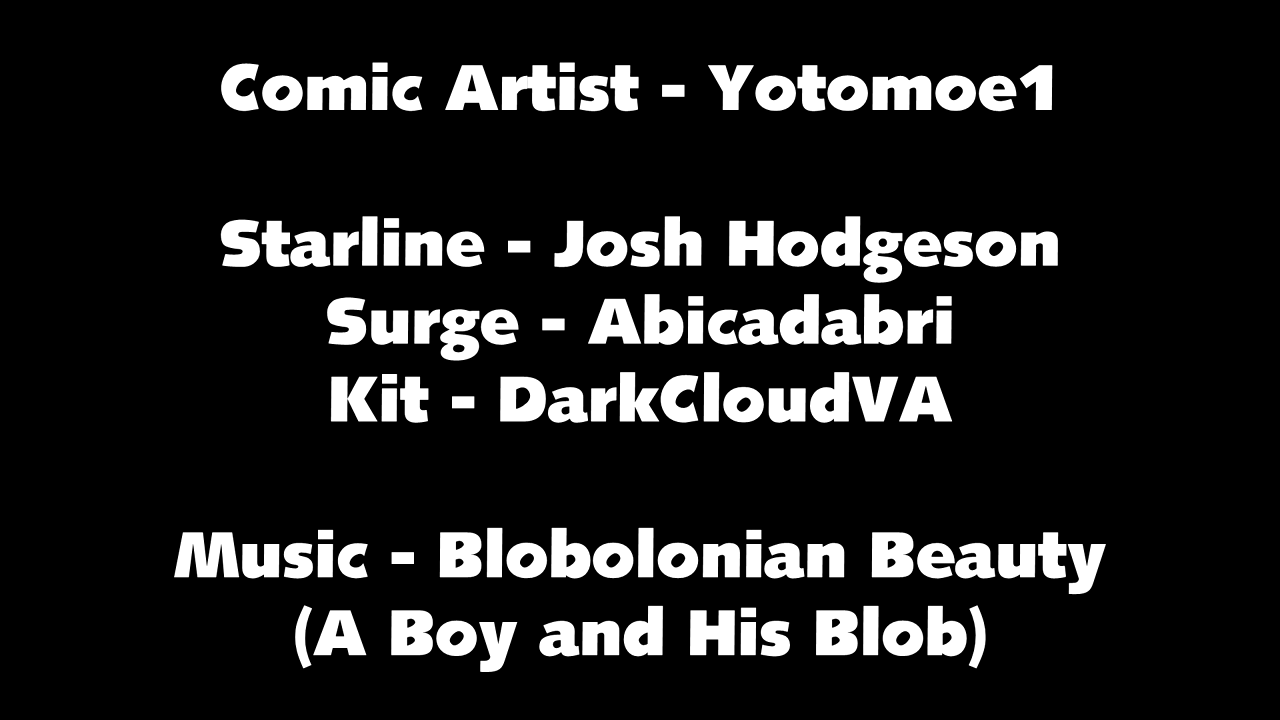 Comic Artist - Yotomoe1
Starline - Josh Hodgeson
Surge - Abicadabri
Kit - DarkCloudVA
Music - Blobolonian Beauty
(A Boy and His Blob)